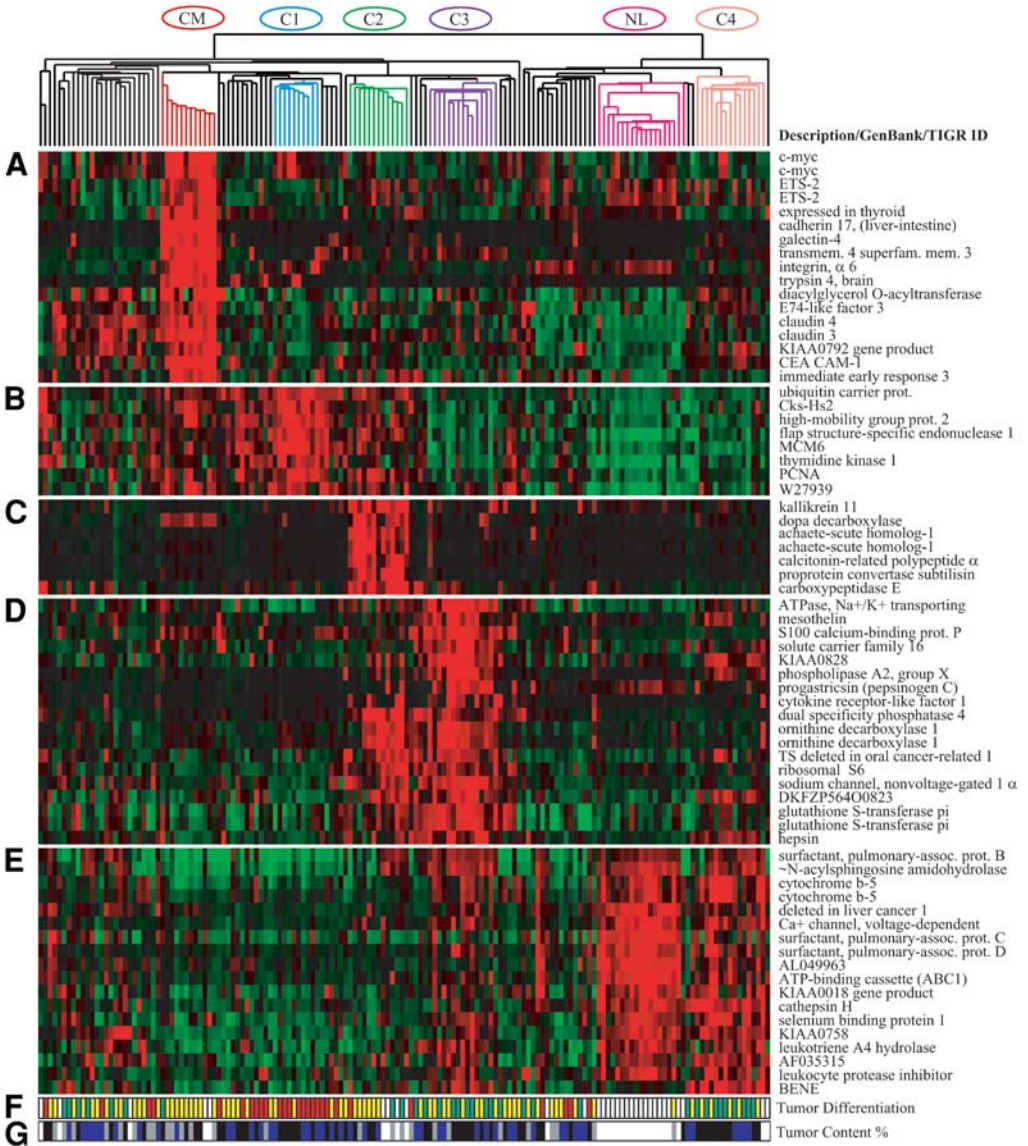 CM C1 C2 C3 NL C4
Description/GenBank/TIGR ID
A
c-myc
c-myc
ETS-2
ETS-2
expressed in thyroid
cadherin 17, (liver-intestine)
galectin-4
transmem. 4 superfam. mem. 3
integrin, α 6
trypsin 4, brain
diacylglycerol O-acyltransferase
E74-like factor 3
claudin 4
claudin 3
KIAA0792 gene product
CEA CAM-1
immediate early response 3
B
ubiquitin carrier prot.
Cks-Hs2
high-mobility group prot. 2
flap structure-specific endonuclease 1
MCM6
thymidine kinase 1
PCNA
W27939
C
kallikrein 11
dopa decarboxylase
achaete-scute homolog-1
achaete-scute homolog-1
calcitonin-related polypeptide α
proprotein convertase subtilisin
carboxypeptidase E
D
ATPase, Na+/K+ transporting
mesothelin
S100 calcium-binding prot. P
solute carrier family 16
KIAA0828
phospholipase A2, group X
progastricsin (pepsinogen C)
cytokine receptor-like factor 1
dual specificity phosphatase 4
ornithine decarboxylase 1
ornithine decarboxylase 1
TS deleted in oral cancer-related 1
ribosomal S6
sodium channel, nonvoltage-gated 1 α
DKFZP564O0823
glutathione S-transferase pi
glutathione S-transferase pi
hepsin
E
surfactant, pulmonary-assoc. prot. B
~N-acylsphingosine amidohydrolase
cytochrome b-5
cytochrome b-5
deleted in liver cancer 1
Ca+ channel, voltage-dependent
surfactant, pulmonary-assoc. prot. C
surfactant, pulmonary-assoc. prot. D
AL049963
ATP-binding cassette (ABC1)
KIAA0018 gene product
cathepsin H
selenium binding protein 1
KIAA0758
leukotriene A4 hydrolase
AF035315
leukocyte protease inhibitor
BENE
F Tumor Differentiation
G Tumor Content %